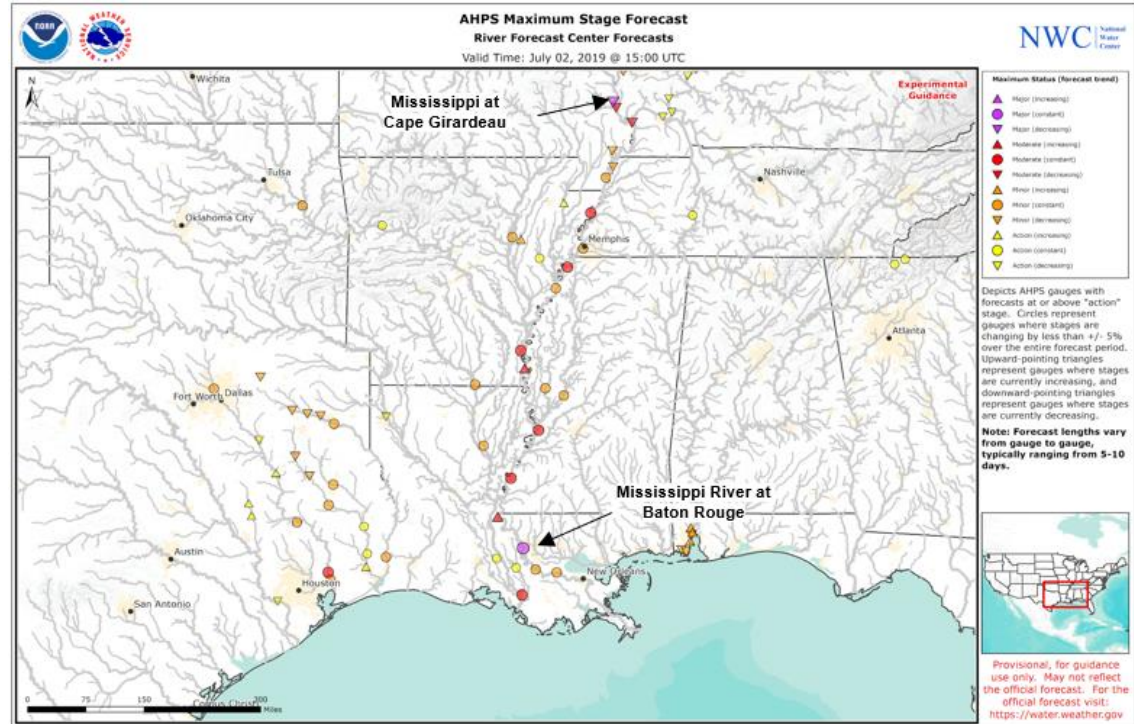 AHPS Maximum Stage Forecast
River Forecast Center Forecasts
Valid Time: July 02, 2019 @ 15:00 UTC
NOAA
NATIONAL WEATHER SERVICE
NWC
National
Water
Center
N
Experimental
Guidance
Mississippi at
Cape Girardeau
Wichita
Tulsa
Nashville
Oklahoma City
Memphis
Atlanta
Fort Worth
Dallas
Mississippi River at
Baton Rouge
Austin
Houston
New Orleans
San Antonio
Corpus Christi
0 75 150 300
Miles
Maximum Status (forecast trend)
Major (increasing)
Major (constant)
Major (decreasing)
Moderate (increasing)
Moderate (constant)
Moderate (decreasing)
Minor (increasing)
Minor (constant)
Minor (decreasing)
Action (increasing)
Action (constant)
Action (decreasing)
Depicts AHPS gauges with
forecasts at or above "action"
stage. Circles represent
gauges where stages are
changing by less than +/- 5%
over the entire forecast period.
Upward-pointing triangles
represent gauges where stages
are currently increasing, and
downward-pointing triangles
represent gauges where stages
are currently decreasing.
Note: Forecast lengths vary
from gauge to gauge,
typically ranging from 5-10
days.
Provisional, for guidance
use only. May not reflect
the official forecast. For the
official forecast visit:
https://water.weather.gov